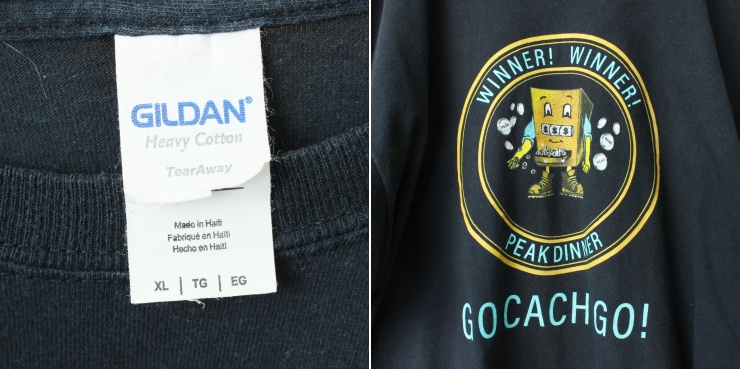 GILDAN®
Heavy Cotton
TearAway
Made in Haiti
Fabriqué en Haïti
Hecho en Haití
XL | TG | EG
WINNER! WINNER!
$$$
PEAK DINNER
GOCACHGO!